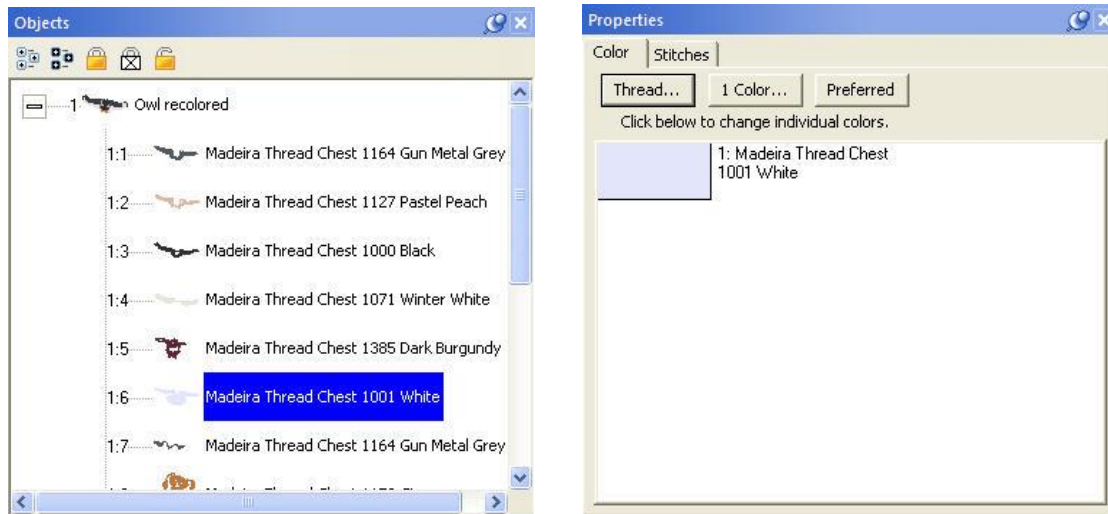 Objects
1 Owl recolored
1:1 Madeira Thread Chest 1164 Gun Metal Grey
1:2 Madeira Thread Chest 1127 Pastel Peach
1:3 Madeira Thread Chest 1000 Black
1:4 Madeira Thread Chest 1071 Winter White
1:5 Madeira Thread Chest 1385 Dark Burgundy
1:6 Madeira Thread Chest 1001 White
1:7 Madeira Thread Chest 1164 Gun Metal Grey
Properties
Color Stitches
Thread... 1 Color... Preferred
Click below to change individual colors.
1: Madeira Thread Chest
1001 White